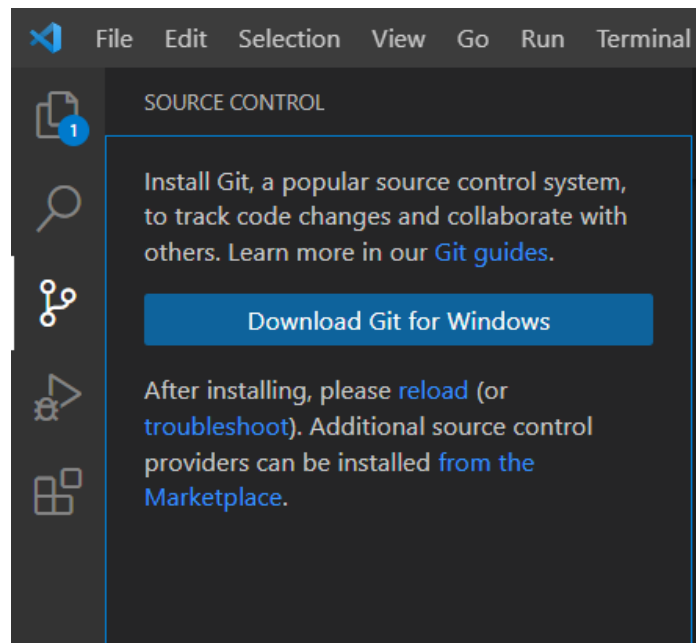 File Edit Selection View Go Run Terminal
SOURCE CONTROL
1
Install Git, a popular source control system,
to track code changes and collaborate with
others. Learn more in our Git guides.
Download Git for Windows
After installing, please reload (or
troubleshoot). Additional source control
providers can be installed from the
Marketplace.